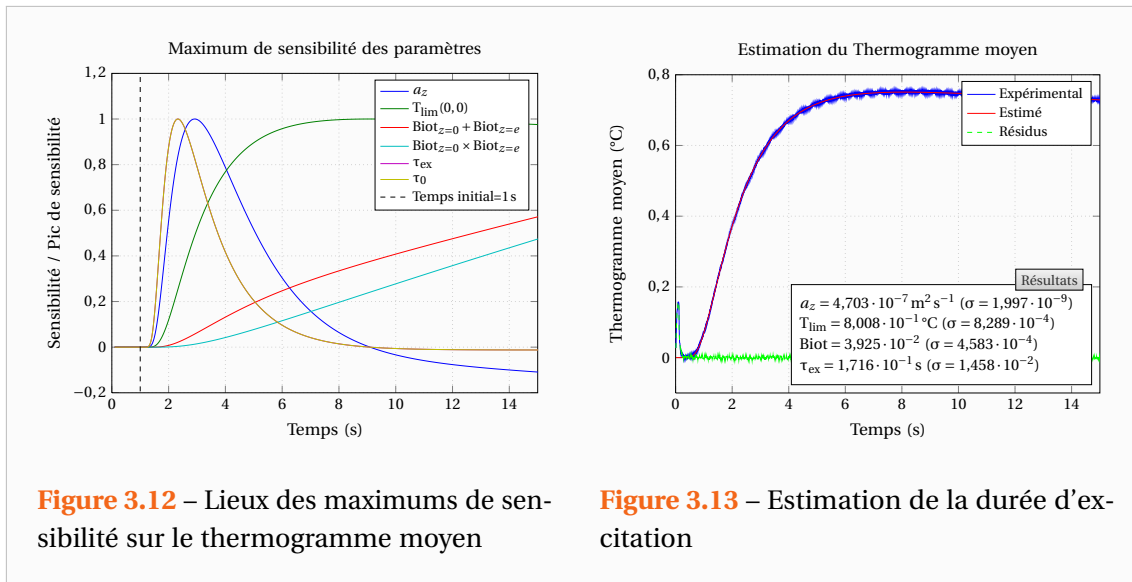 Maximum de sensibilité des paramètres
Sensibilité / Pic de sensibilité
1,2
1
0,8
0,6
0,4
0,2
0
−0,2
0 2 4 6 8 10 12 14
Temps (s)
a_z
T_lim(0,0)
Biot_z=0 + Biot_z=e
Biot_z=0 × Biot_z=e
τ_ex
τ_0
Temps initial=1 s
Estimation du Thermogramme moyen
Thermogramme moyen (°C)
0,8
0,6
0,4
0,2
0
0 2 4 6 8 10 12 14
Temps (s)
Expérimental
Estimé
Résidus
Résultats
a_z = 4,703·10⁻⁷ m² s⁻¹ (σ = 1,997·10⁻⁹)
T_lim = 8,008·10⁻¹ °C (σ = 8,289·10⁻⁴)
Biot = 3,925·10⁻² (σ = 4,583·10⁻⁴)
τ_ex = 1,716·10⁻¹ s (σ = 1,458·10⁻²)
Figure 3.12 – Lieux des maximums de sen-
sibilité sur le thermogramme moyen
Figure 3.13 – Estimation de la durée d'ex-
citation